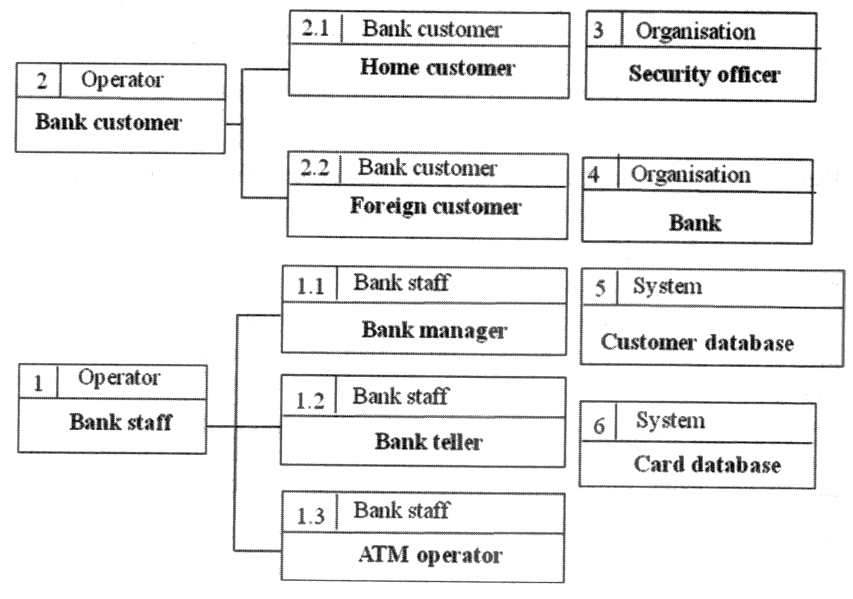 2 Operator
Bank customer
2.1 Bank customer
Home customer
2.2 Bank customer
Foreign customer
3 Organisation
Security officer
4 Organisation
Bank
1 Operator
Bank staff
1.1 Bank staff
Bank manager
1.2 Bank staff
Bank teller
1.3 Bank staff
ATM operator
5 System
Customer database
6 System
Card database